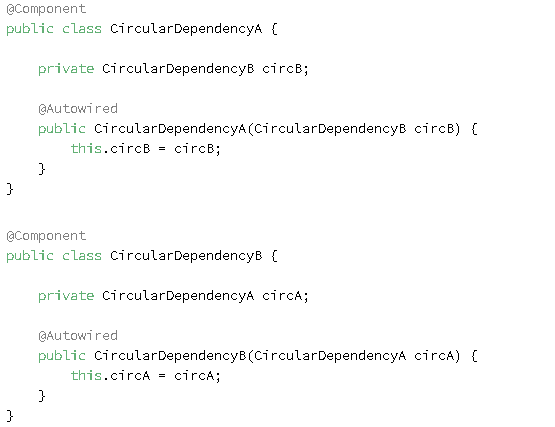 @Component
public class CircularDependencyA {
    private CircularDependencyB circB;
    @Autowired
    public CircularDependencyA(CircularDependencyB circB) {
        this.circB = circB;
    }
}
@Component
public class CircularDependencyB {
    private CircularDependencyA circA;
    @Autowired
    public CircularDependencyB(CircularDependencyA circA) {
        this.circA = circA;
    }
}